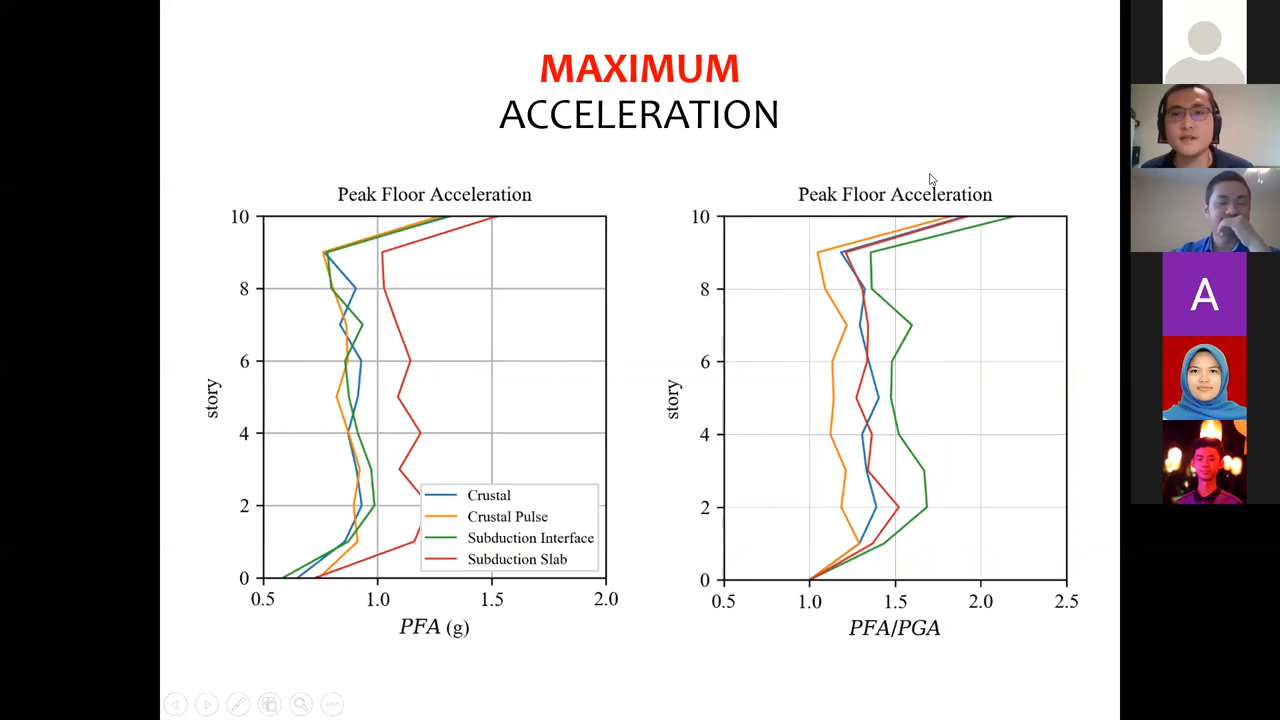 MAXIMUM
ACCELERATION
Peak Floor Acceleration
10
8
6
4
2
0
story
0.5
1.0
1.5
2.0
PFA (g)
Crustal
Crustal Pulse
Subduction Interface
Subduction Slab
Peak Floor Acceleration
10
8
6
4
2
0
story
0.5
1.0
1.5
2.0
2.5
PFA/PGA
A